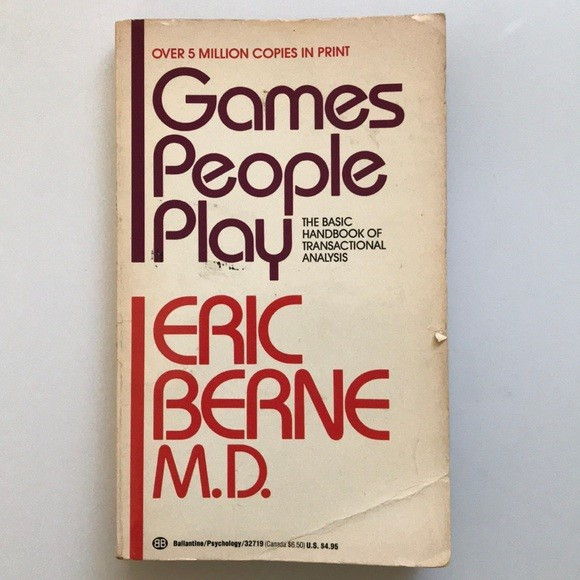 OVER 5 MILLION COPIES IN PRINT
Games
People
Play
THE BASIC
HANDBOOK OF
TRANSACTIONAL
ANALYSIS
ERIC
BERNE
M.D.
BB Ballantine/Psychology/32719 (Canada $6.50) U.S. $4.95